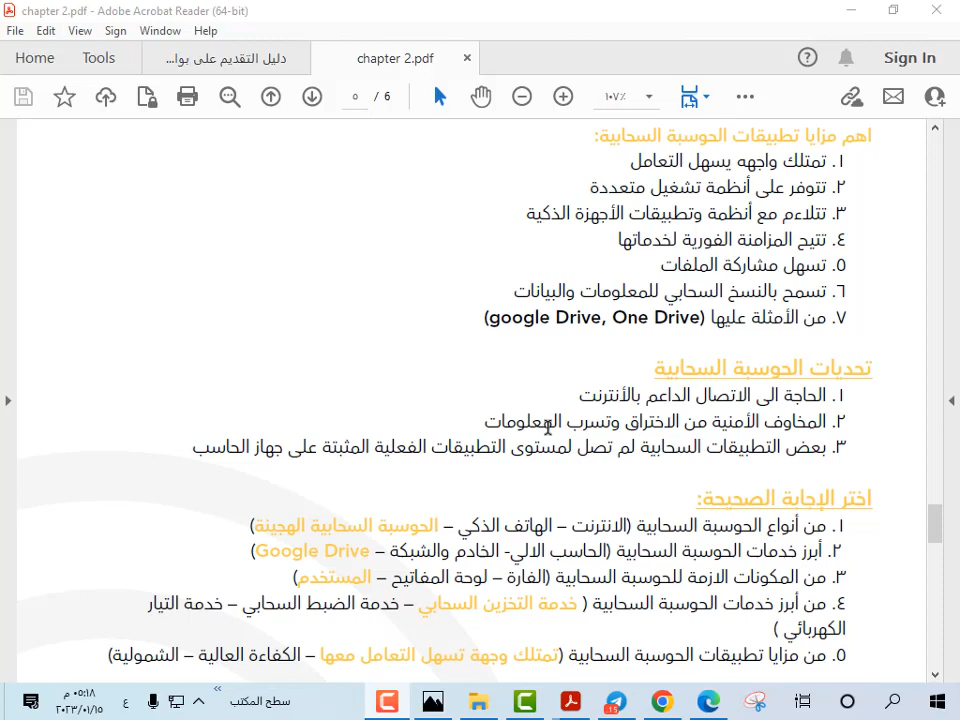 chapter 2.pdf - Adobe Acrobat Reader (64-bit)
File Edit View Sign Window Help
Home Tools دليل التقديم على بوا... chapter 2.pdf × Sign In
٥ / 6 ١٠٧٪
اهم مزايا تطبيقات الحوسبة السحابية:
١. تمتلك واجهه يسهل التعامل
٢. تتوفر على أنظمة تشغيل متعددة
٣. تتلاءم مع أنظمة وتطبيقات الأجهزة الذكية
٤. تتيح المزامنة الفورية لخدماتها
٥. تسهل مشاركة الملفات
٦. تسمح بالنسخ السحابي للمعلومات والبيانات
٧. من الأمثلة عليها (google Drive, One Drive)
تحديات الحوسبة السحابية
١. الحاجة الى الاتصال الداعم بالأنترنت
٢. المخاوف الأمنية من الاختراق وتسرب المعلومات
٣. بعض التطبيقات السحابية لم تصل لمستوى التطبيقات الفعلية المثبتة على جهاز الحاسب
اختر الإجابة الصحيحة:
١. من أنواع الحوسبة السحابية (الانترنت – الهاتف الذكي – الحوسبة السحابية الهجينة)
٢. أبرز خدمات الحوسبة السحابية (الحاسب الالي- الخادم والشبكة – Google Drive)
٣. من المكونات الازمة للحوسبة السحابية (الفارة – لوحة المفاتيح – المستخدم)
٤. من أبرز خدمات الحوسبة السحابية ( خدمة التخزين السحابي – خدمة الضبط السحابي – خدمة التيار
الكهربائي )
٥. من مزايا تطبيقات الحوسبة السحابية (تمتلك وجهة تسهل التعامل معها – الكفاءة العالية – الشمولية)
٠٥:١٨ م
٢٠٢٣/٠١/١٥
ع
سطح المكتب